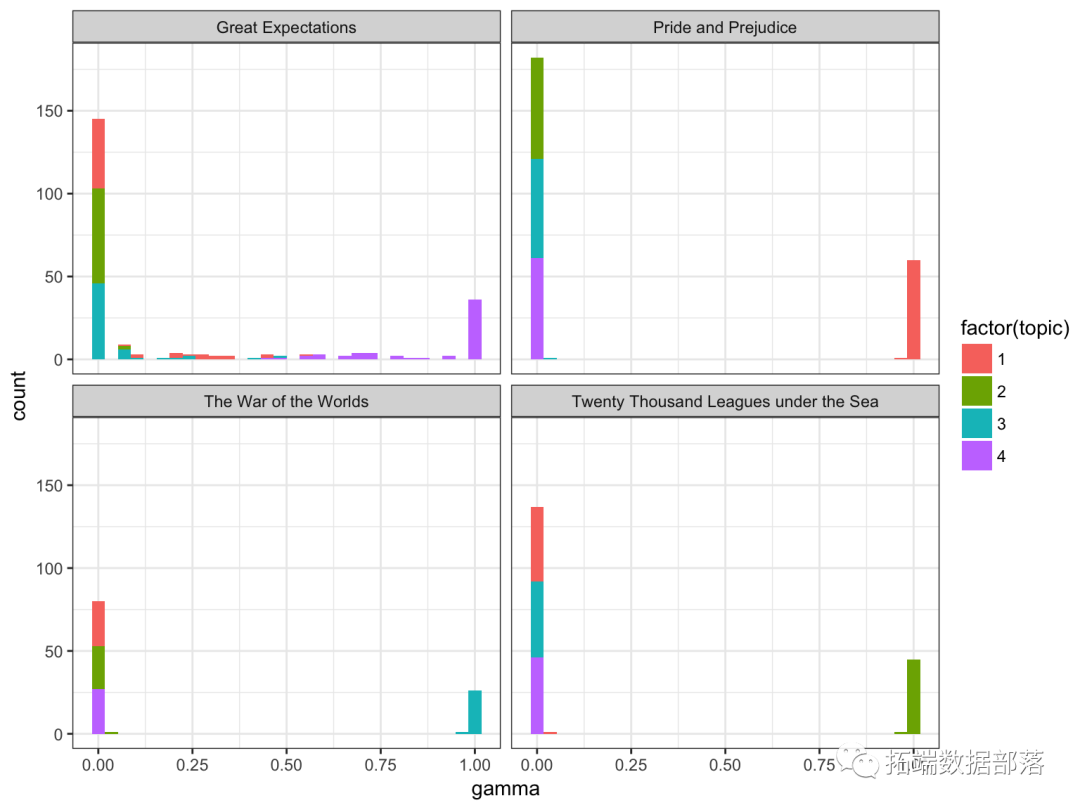 Great Expectations
Pride and Prejudice
150
100
50
0
The War of the Worlds
Twenty Thousand Leagues under the Sea
150
100
50
0
0.00 0.25 0.50 0.75 1.00
0.00 0.25 0.50 0.75
gamma
count
factor(topic)
1
2
3
4
拓端数据部落